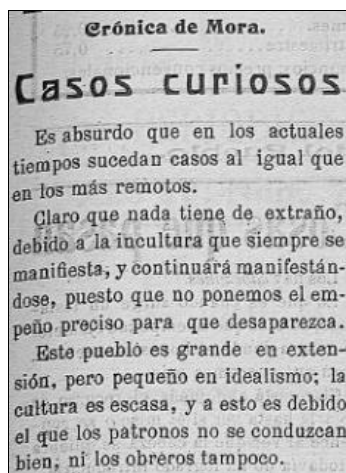 Crónica de Mora.
Casos curiosos
Es absurdo que en los actuales
tiempos sucedan casos al igual que
en los más remotos.
Claro que nada tiene de extraño,
debido a la incultura que siempre se
manifiesta, y continuará manifestán-
dose, puesto que no ponemos el em-
peño preciso para que desaparezca.
Este pueblo es grande en exten-
sión, pero pequeño en idealismo; la
cultura es escasa, y a esto es debido
el que los patronos no se conduzcan
bien, ni los obreros tampoco.